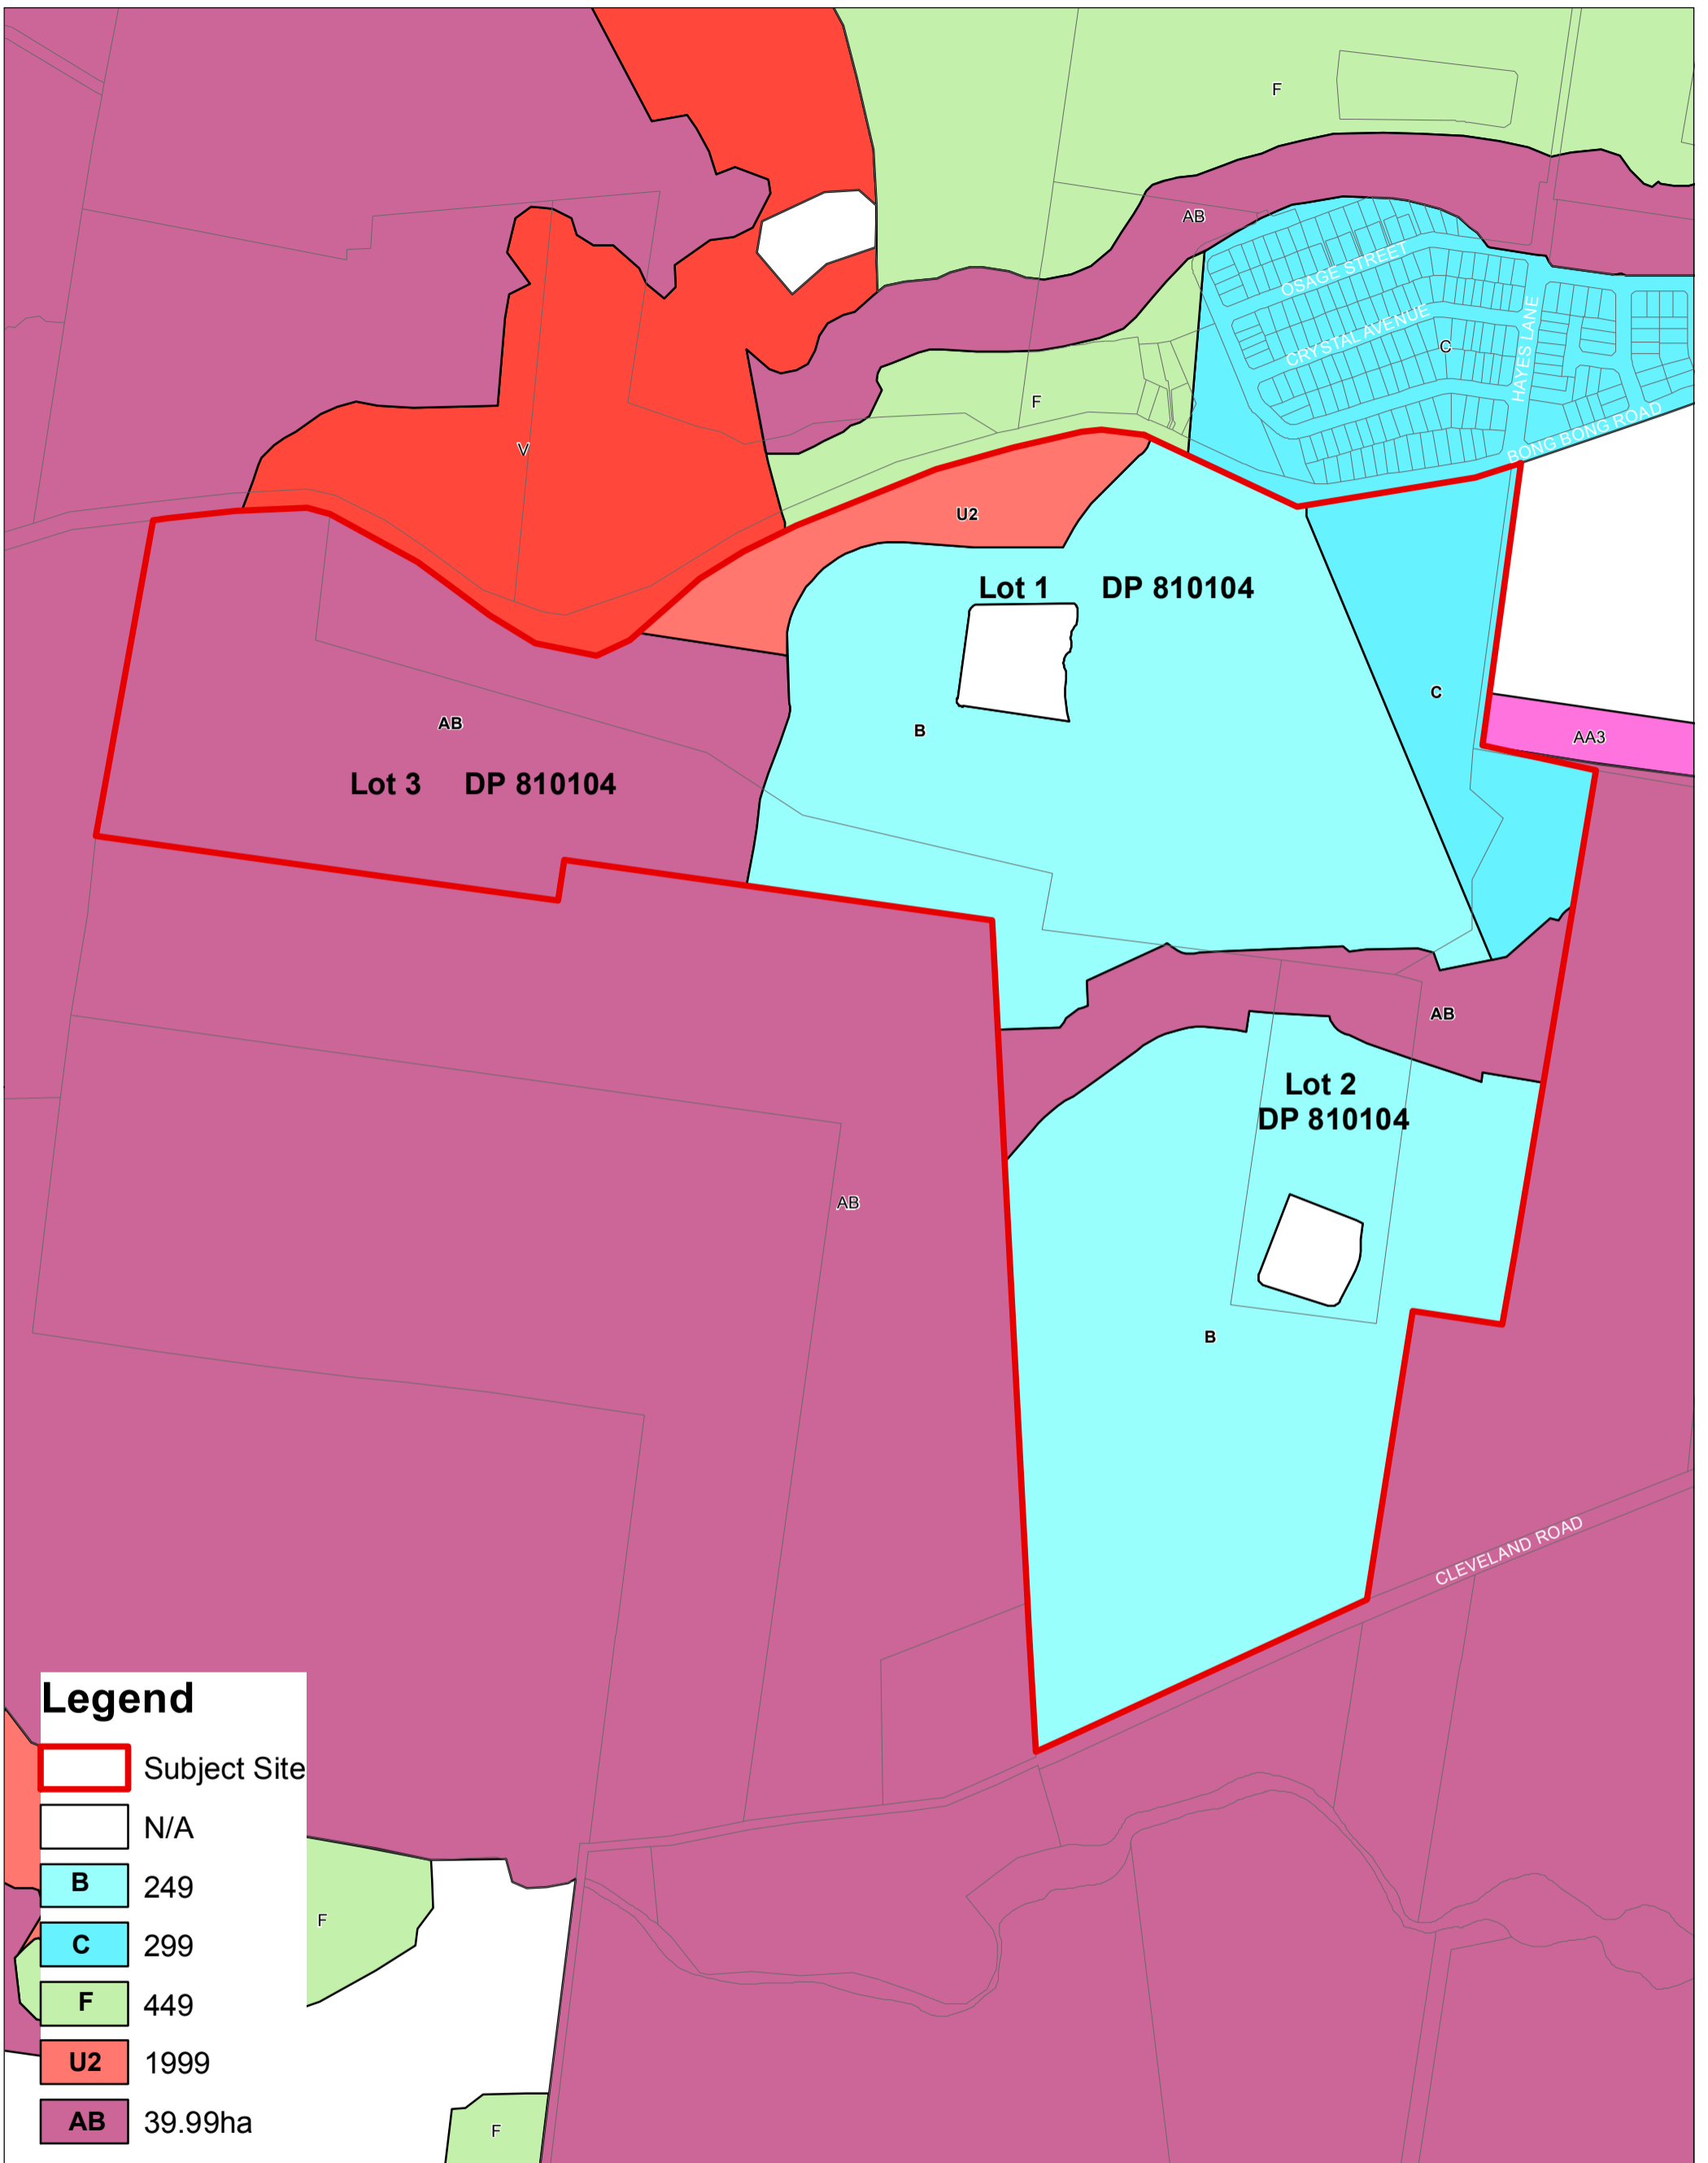 F
AB
OSAGE STREET
CRYSTAL AVENUE
C
HAYES LANE
F
BONG BONG ROAD
V
U2
Lot 1 DP 810104
C
AB
B
AA3
Lot 3 DP 810104
AB
Lot 2
DP 810104
AB
B
CLEVELAND ROAD
Legend
Subject Site
N/A
B 249
C 299
F
F 449
U2 1999
AB 39.99ha
F